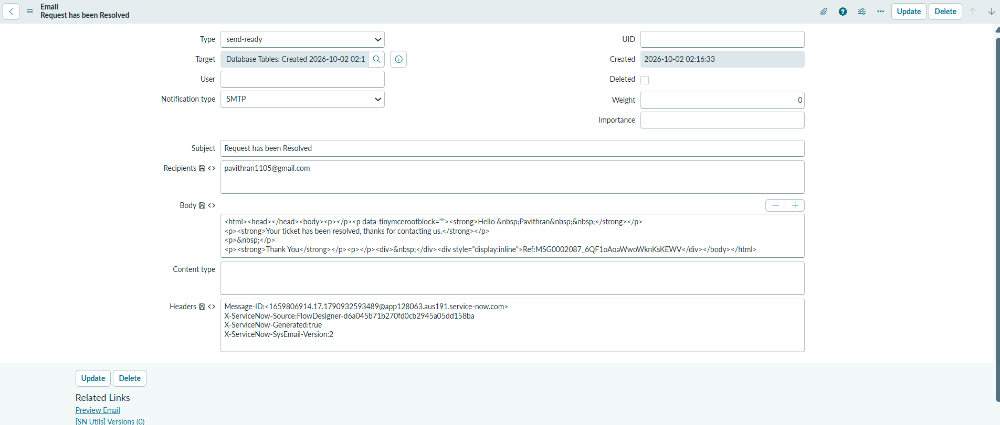 Email
Request has been Resolved
Update
Delete
Type
send-ready
UID
Target
Database Tables: Created 2026-10-02 02:1
Created
2026-10-02 02:16:33
User
Deleted
Notification type
SMTP
Weight
0
Importance
Subject
Request has been Resolved
Recipients
pavithran1105@gmail.com
Body
<html><head></head><body><p></p><p data-tinymcerootblock=""><strong>Hello &nbsp;Pavithran&nbsp;&nbsp;</strong></p>
<p><strong>Your ticket has been resolved, thanks for contacting us.</strong></p>
<p>&nbsp;</p>
<p><strong>Thank You</strong></p><p></p><div>&nbsp;</div><div style="display:inline">Ref:MSG0002087_6QF1oAoaWwoWknKsKEWV</div></body></html>
Content type
Headers
Message-ID:<1659806914.17.1790932593489@app128063.aus191.service-now.com>
X-ServiceNow-Source:FlowDesigner-d6a045b71b270fd0cb2945a05dd158ba
X-ServiceNow-Generated:true
X-ServiceNow-SysEmail-Version:2
Update
Delete
Related Links
Preview Email
[SN Utils] Versions (0)